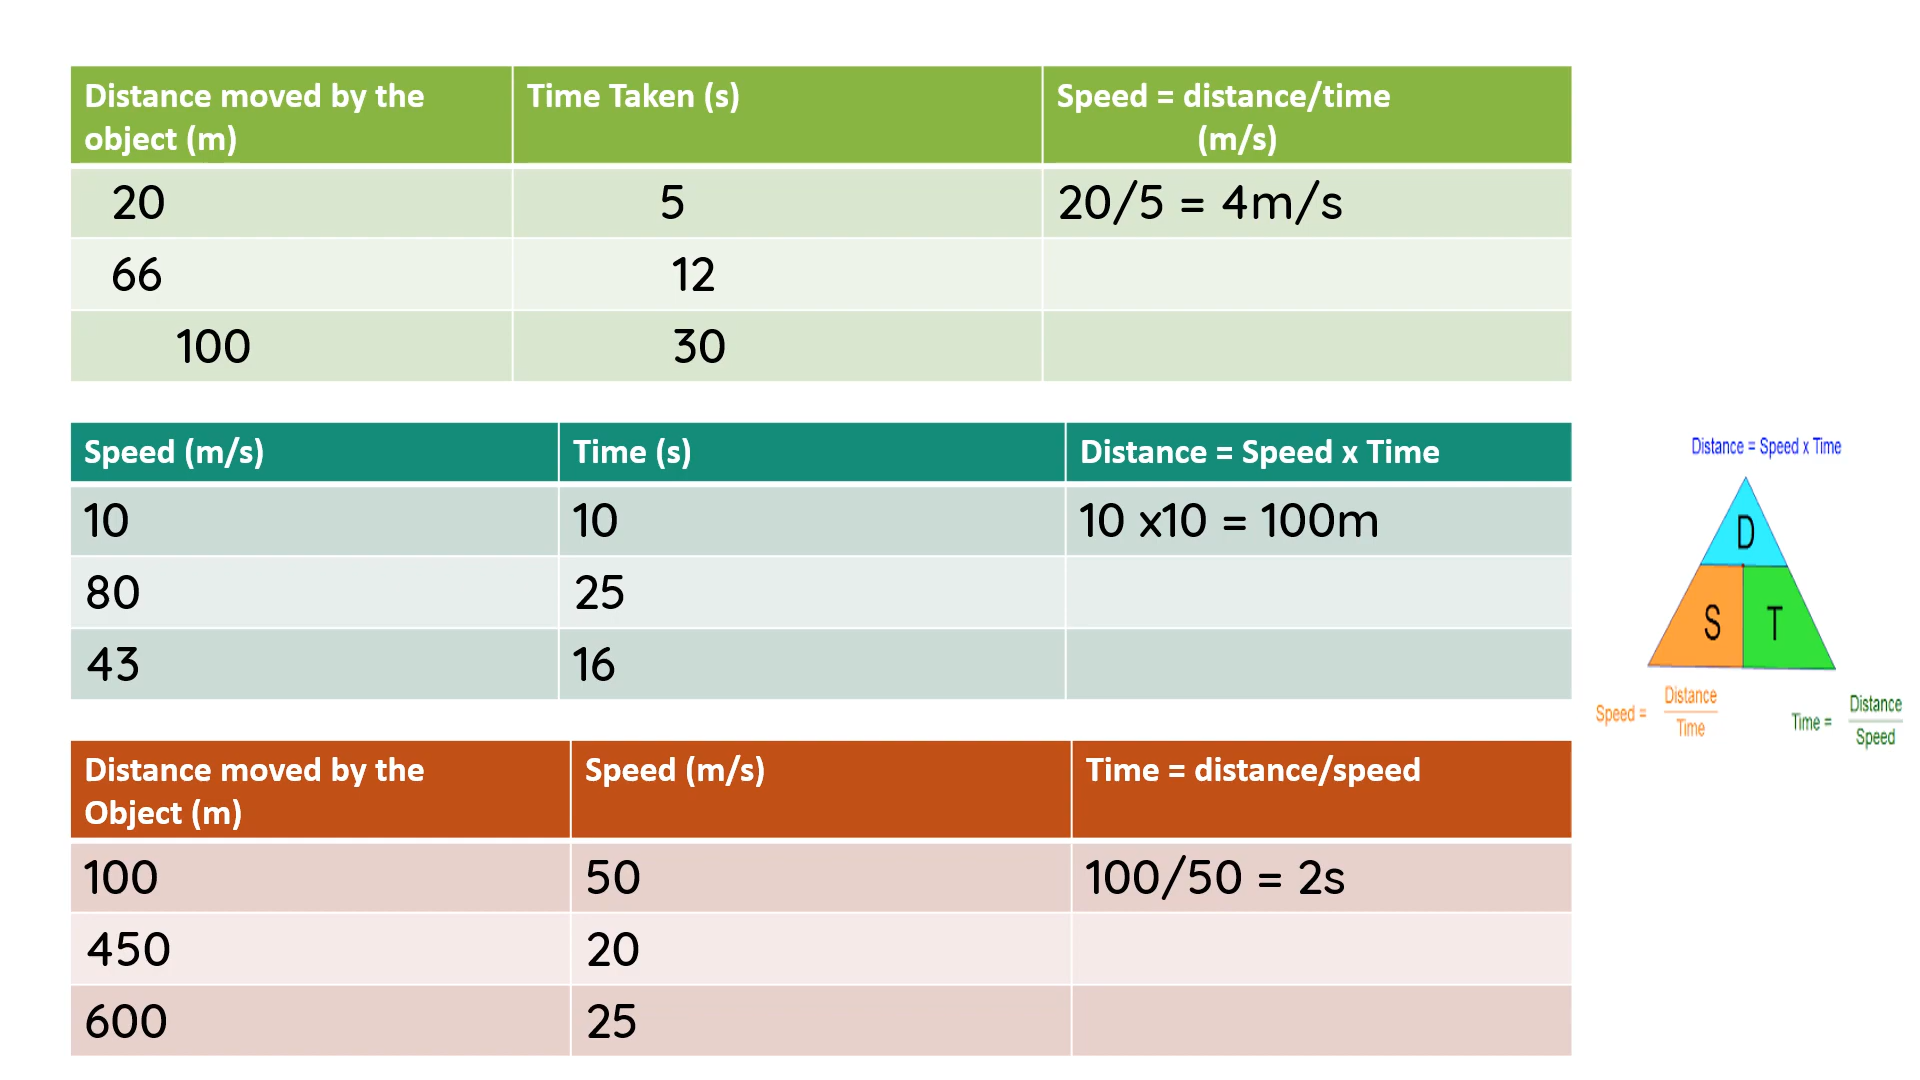 Distance moved by the
object (m)
Time Taken (s)
Speed = distance/time
(m/s)
20
5
20/5 = 4m/s
66
12
100
30
Speed (m/s)
Time (s)
Distance = Speed x Time
10
10
10 x10 = 100m
80
25
43
16
Distance = Speed x Time
D
S
T
Speed =
Distance
Time
Time =
Distance
Speed
Distance moved by the
Object (m)
Speed (m/s)
Time = distance/speed
100
50
100/50 = 2s
450
20
600
25